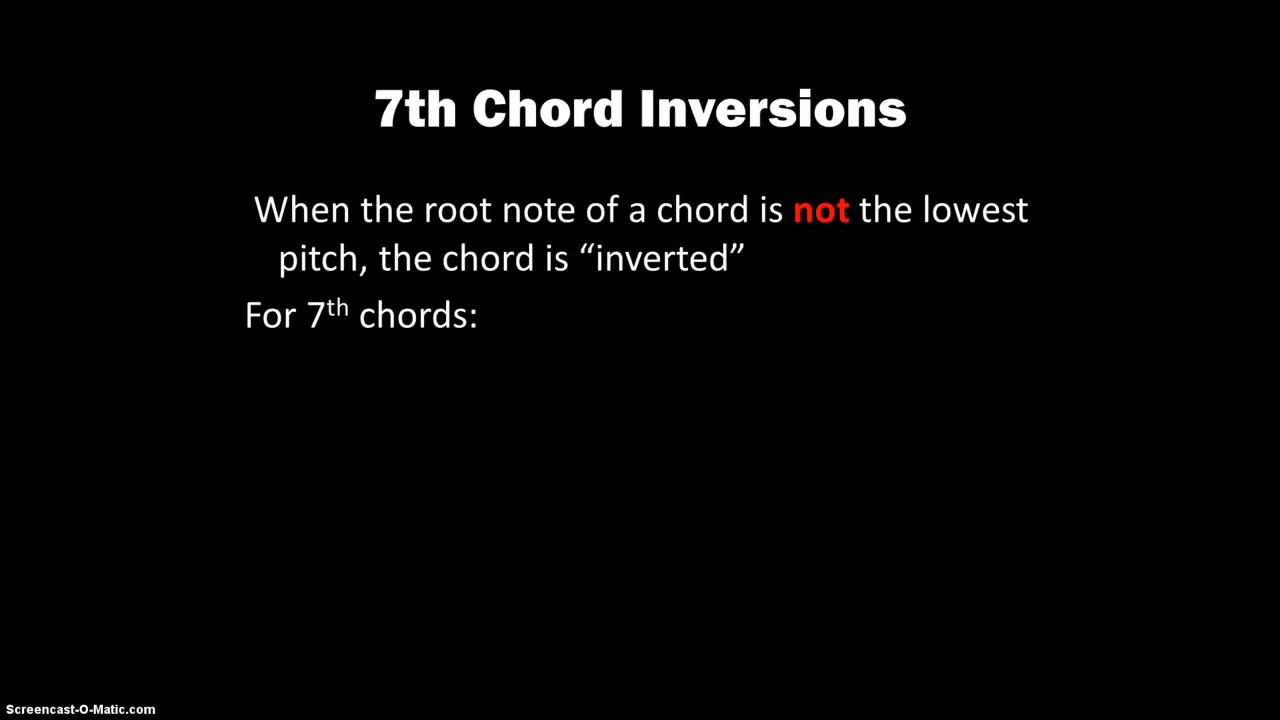 7th Chord Inversions
When the root note of a chord is not the lowest
pitch, the chord is “inverted”
For 7th chords:
Screencast-O-Matic.com